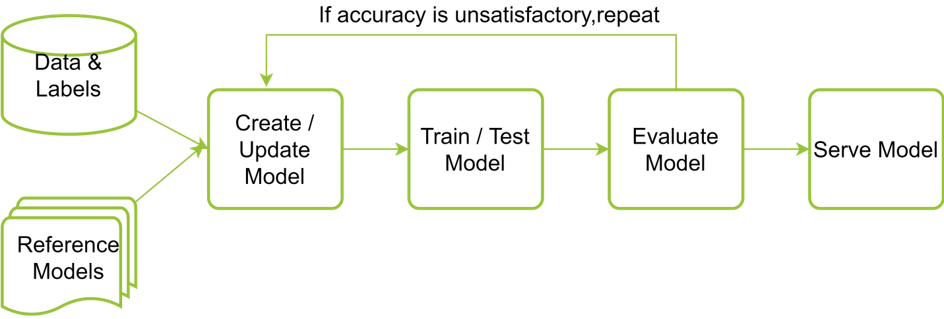 If accuracy is unsatisfactory,repeat
Data &
Labels
Create /
Update
Model
Train / Test
Model
Evaluate
Model
Serve Model
Reference
Models